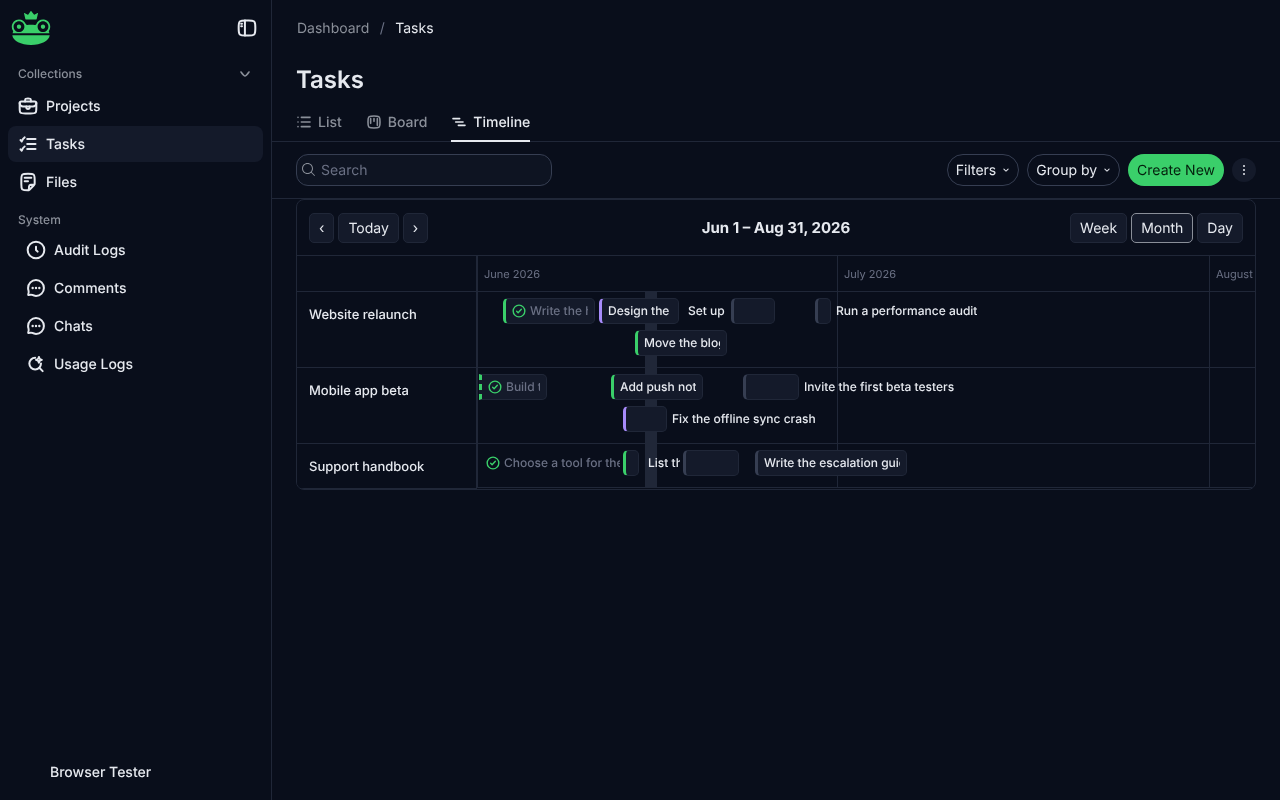 Dashboard / Tasks
Collections
Projects
Tasks
Files
System
Audit Logs
Comments
Chats
Usage Logs
Browser Tester
Tasks
List Board Timeline
Search
Filters Group by Create New
Today Jun 1 – Aug 31, 2026 Week Month Day
June 2026 July 2026 August
Website relaunch
Write the Design the Set up Run a performance audit
Move the blog
Mobile app beta
Build Add push not Invite the first beta testers
Fix the offline sync crash
Support handbook
Choose a tool for the List th Write the escalation gui